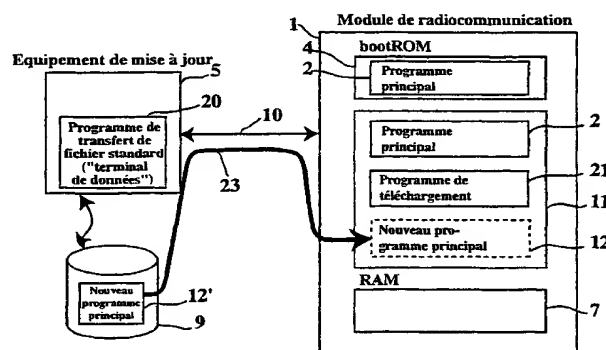 Module de radiocommunication
1
bootROM
4
2
Programme
principal
Equipement de mise à jour
5
20
Programme de
transfert de
fichier standard
("terminal
de données")
10
23
Programme
principal
2
Programme de
téléchargement
21
11
Nouveau pro-
gramme principal
12
RAM
7
Nouveau
programme
principal
12'
9